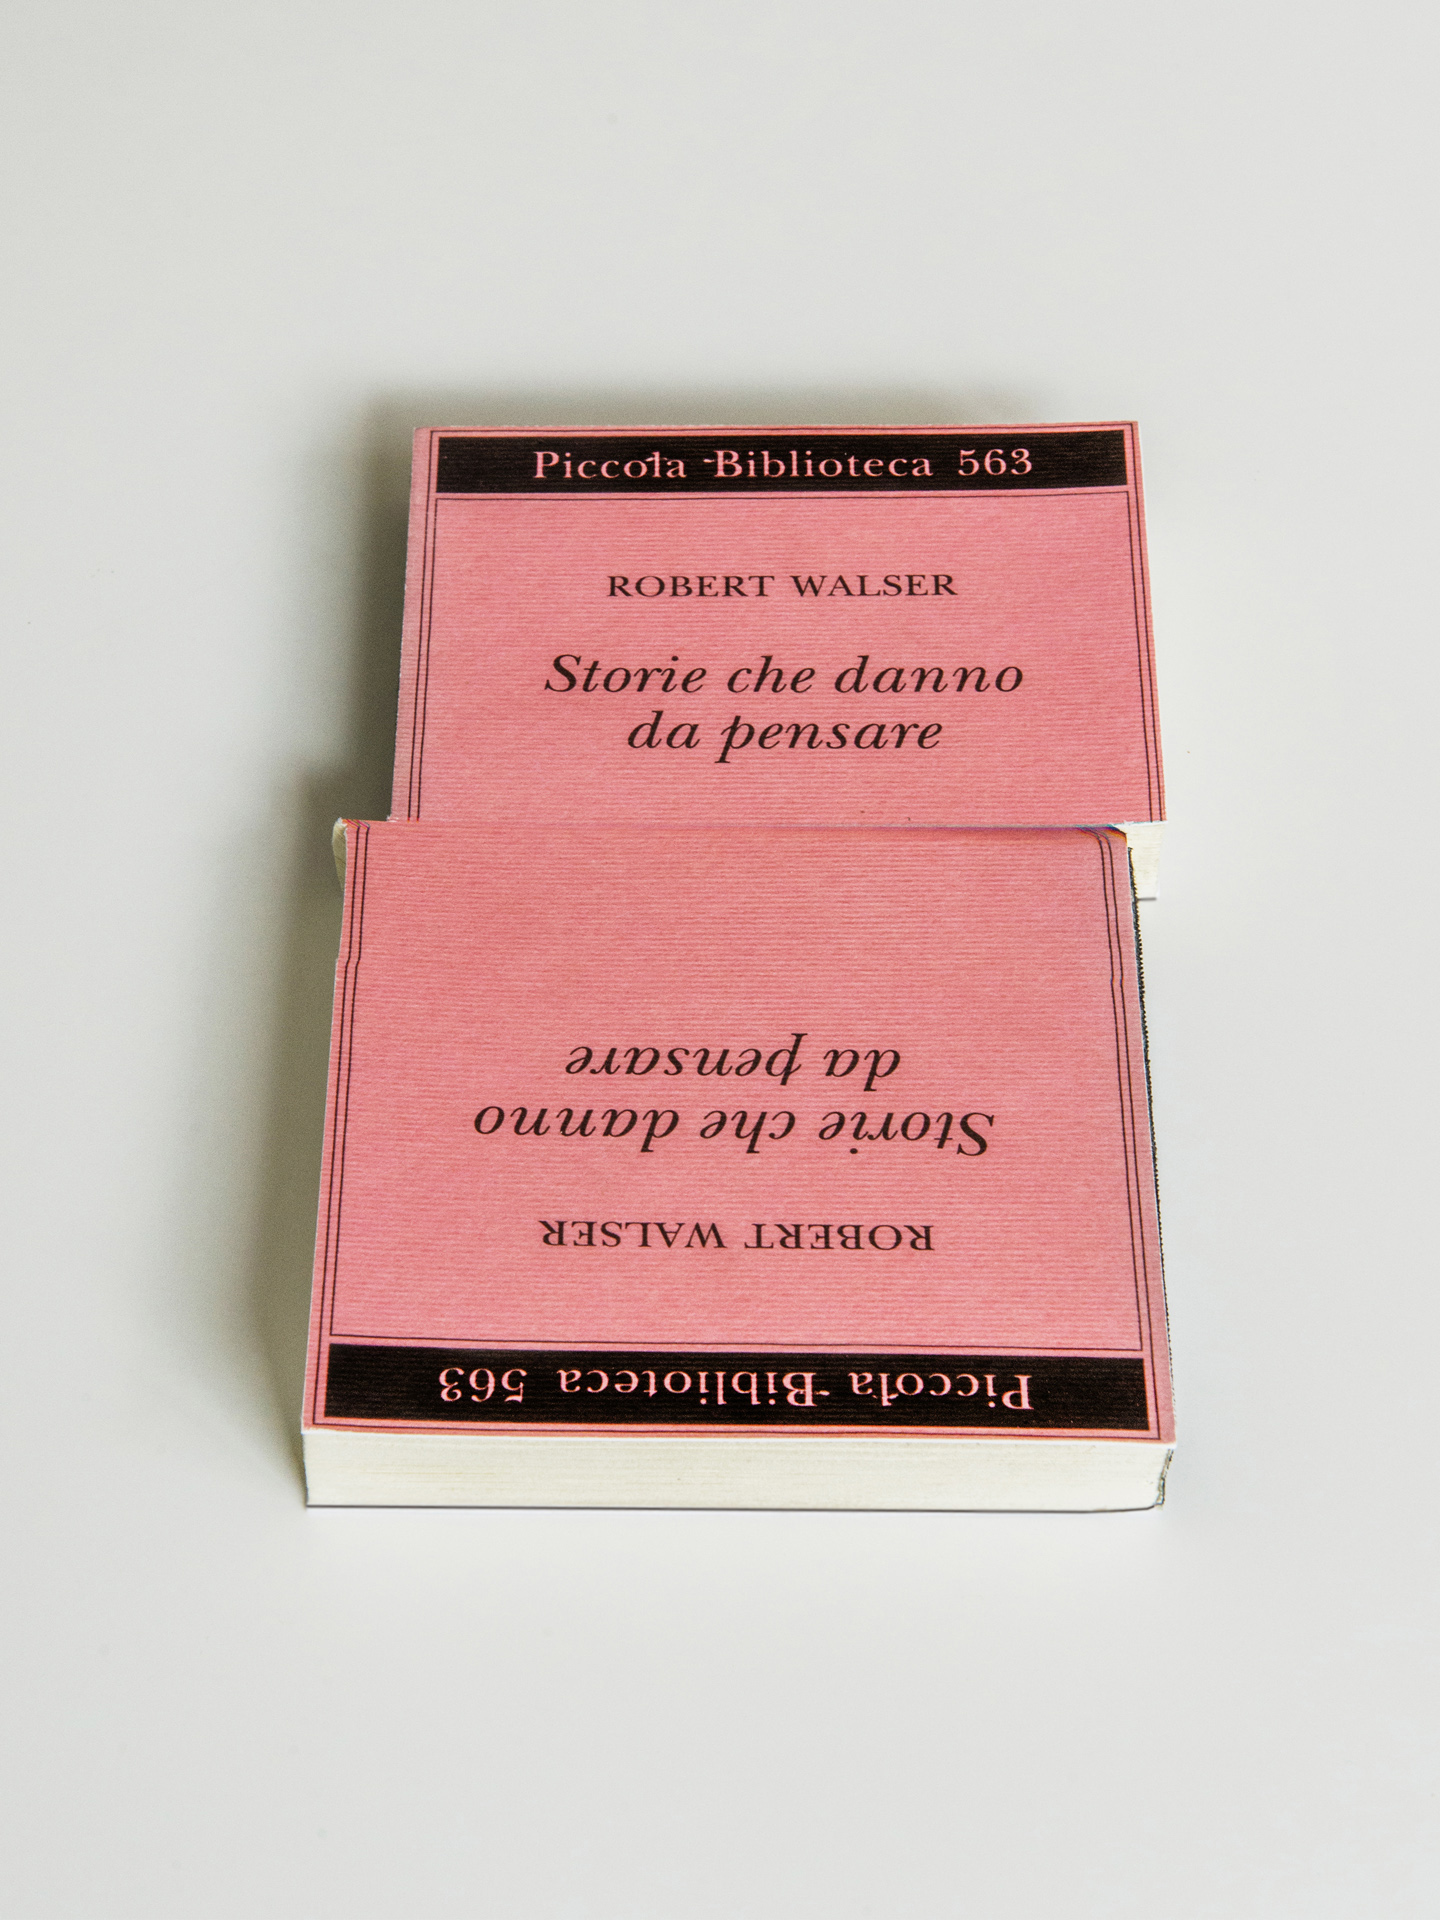 Piccola Biblioteca 563
ROBERT WALSER
Storie che danno
da pensare
Piccola Biblioteca 563
ROBERT WALSER
Storie che danno
da pensare